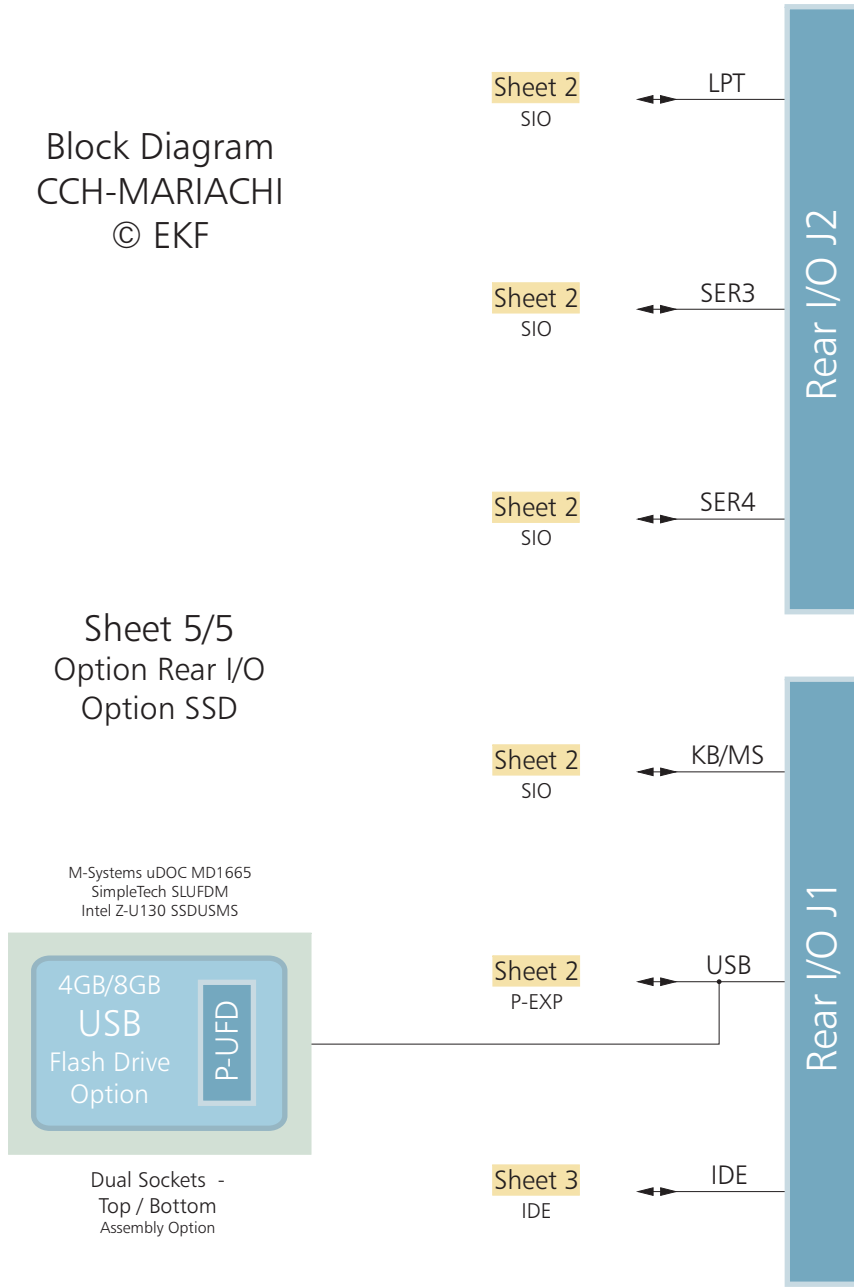 Block Diagram
CCH-MARIACHI
© EKF
Sheet 2
SIO
LPT
Sheet 2
SIO
SER3
Sheet 2
SIO
SER4
Rear I/O J2
Sheet 5/5
Option Rear I/O
Option SSD
Sheet 2
SIO
KB/MS
Sheet 2
P-EXP
USB
Sheet 3
IDE
IDE
Rear I/O J1
M-Systems uDOC MD1665
SimpleTech SLUFDM
Intel Z-U130 SSDUSMS
4GB/8GB
USB
Flash Drive
Option
P-UFD
Dual Sockets -
Top / Bottom
Assembly Option